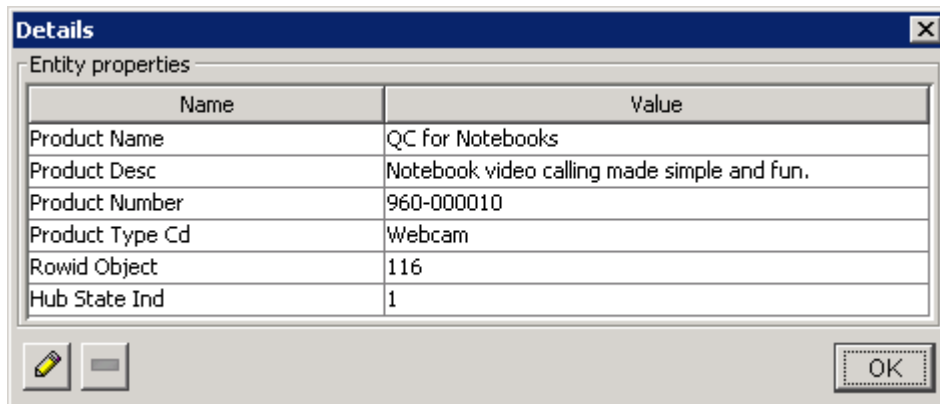 Details
Entity properties
Name Value
Product Name QC for Notebooks
Product Desc Notebook video calling made simple and fun.
Product Number 960-000010
Product Type Cd Webcam
Rowid Object 116
Hub State Ind 1
OK